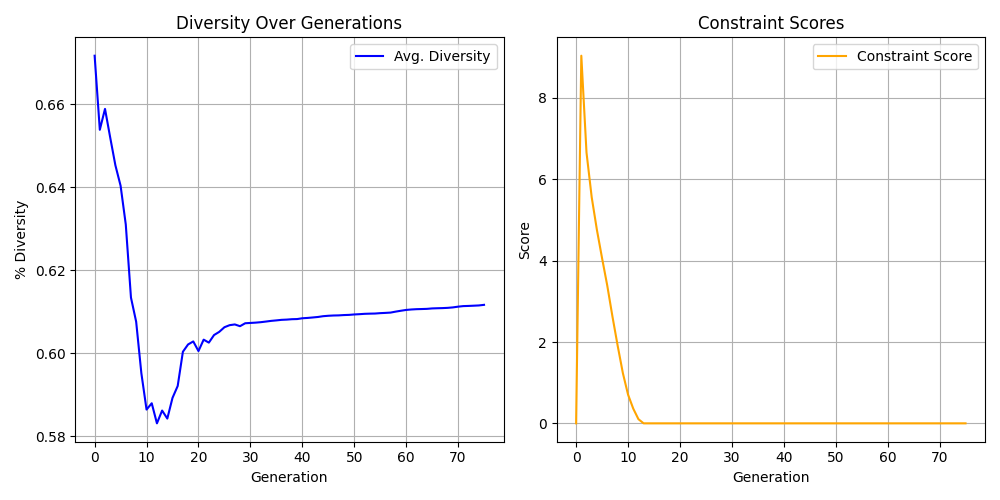 Diversity Over Generations
Avg. Diversity
% Diversity
0.66
0.64
0.62
0.60
0.58
0 10 20 30 40 50 60 70
Generation
Constraint Scores
Constraint Score
Score
8
6
4
2
0
0 10 20 30 40 50 60 70
Generation